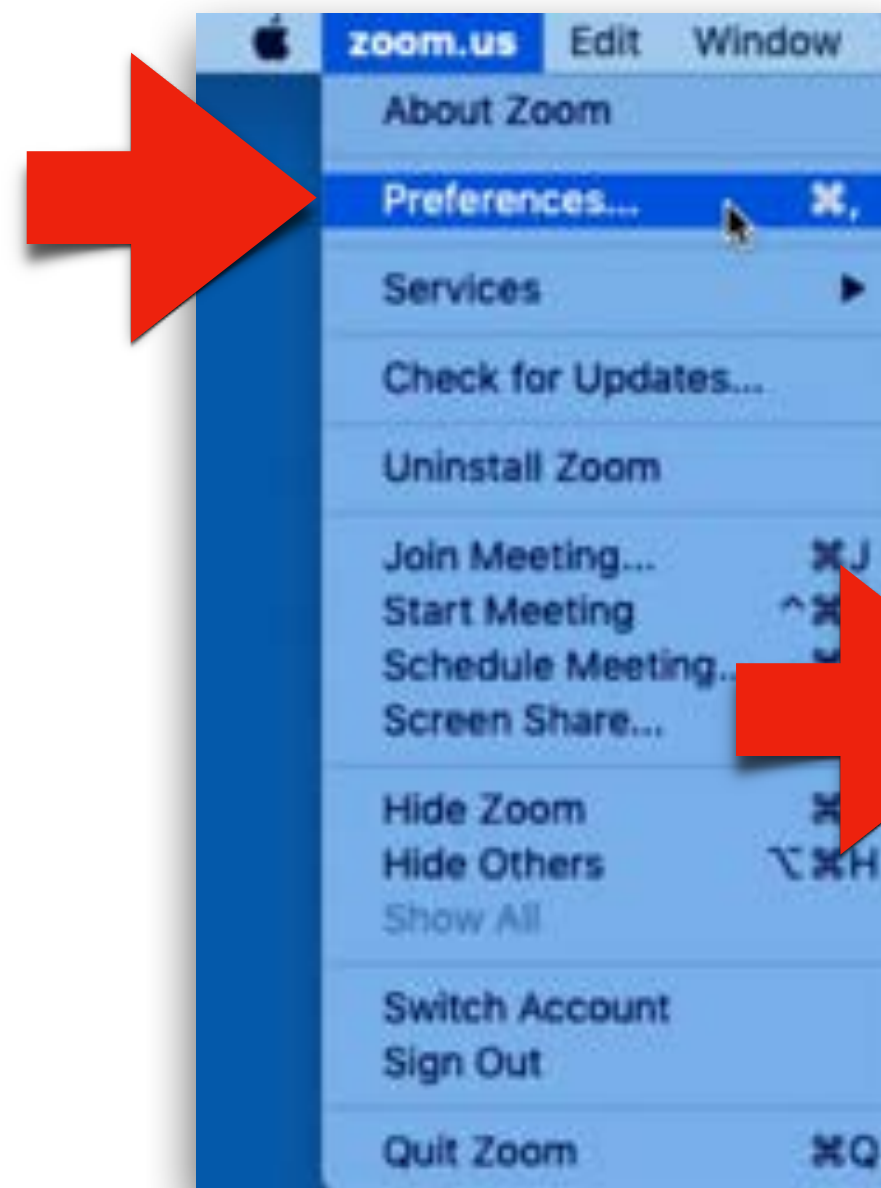 zoom.us Edit Window
About Zoom
Preferences... ⌘,
Services ▶
Check for Updates...
Uninstall Zoom
Join Meeting... ⌘J
Start Meeting ^⌘
Schedule Meeting..
Screen Share...
Hide Zoom ⌘
Hide Others ⌥⌘H
Show All
Switch Account
Sign Out
Quit Zoom ⌘Q